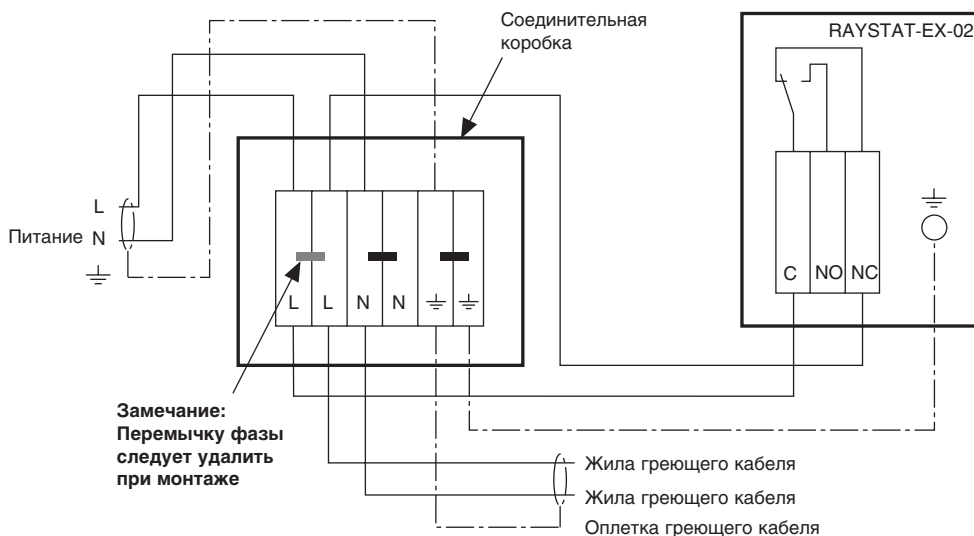 Соединительная
коробка
RAYSTAT-EX-02
L
Питание N
C NO NC
L L N N
Замечание:
Перемычку фазы
следует удалить
при монтаже
Жила греющего кабеля
Жила греющего кабеля
Оплетка греющего кабеля